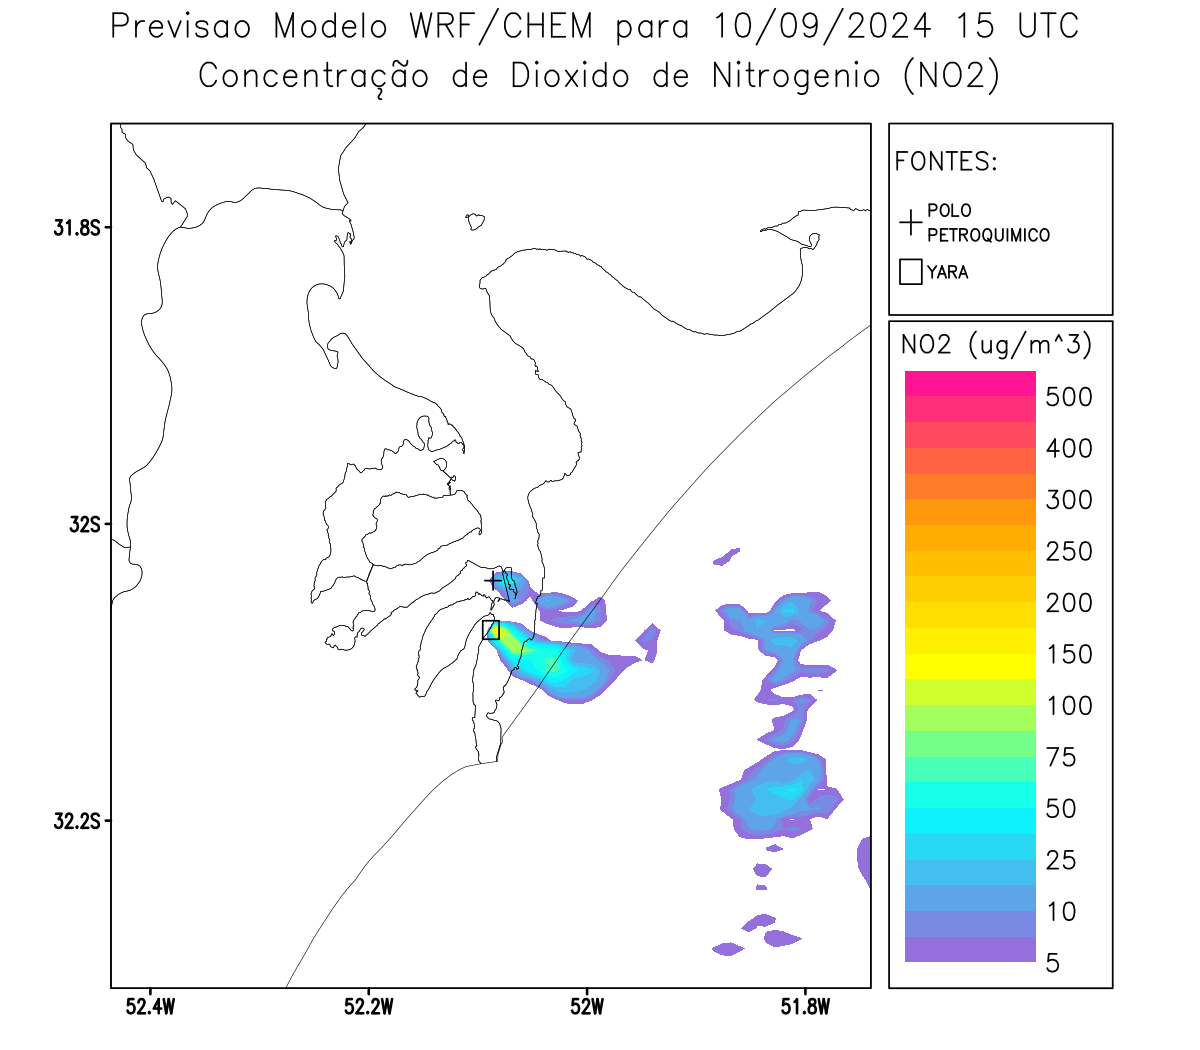 Previsao Modelo WRF/CHEM para 10/09/2024 15 UTC
Concentração de Dioxido de Nitrogenio (NO2)
FONTES:
POLO
PETROQUIMICO
YARA
NO2 (ug/m^3)
500
400
300
250
200
150
100
75
50
25
10
5
31.8S
32S
32.2S
52.4W
52.2W
52W
51.8W